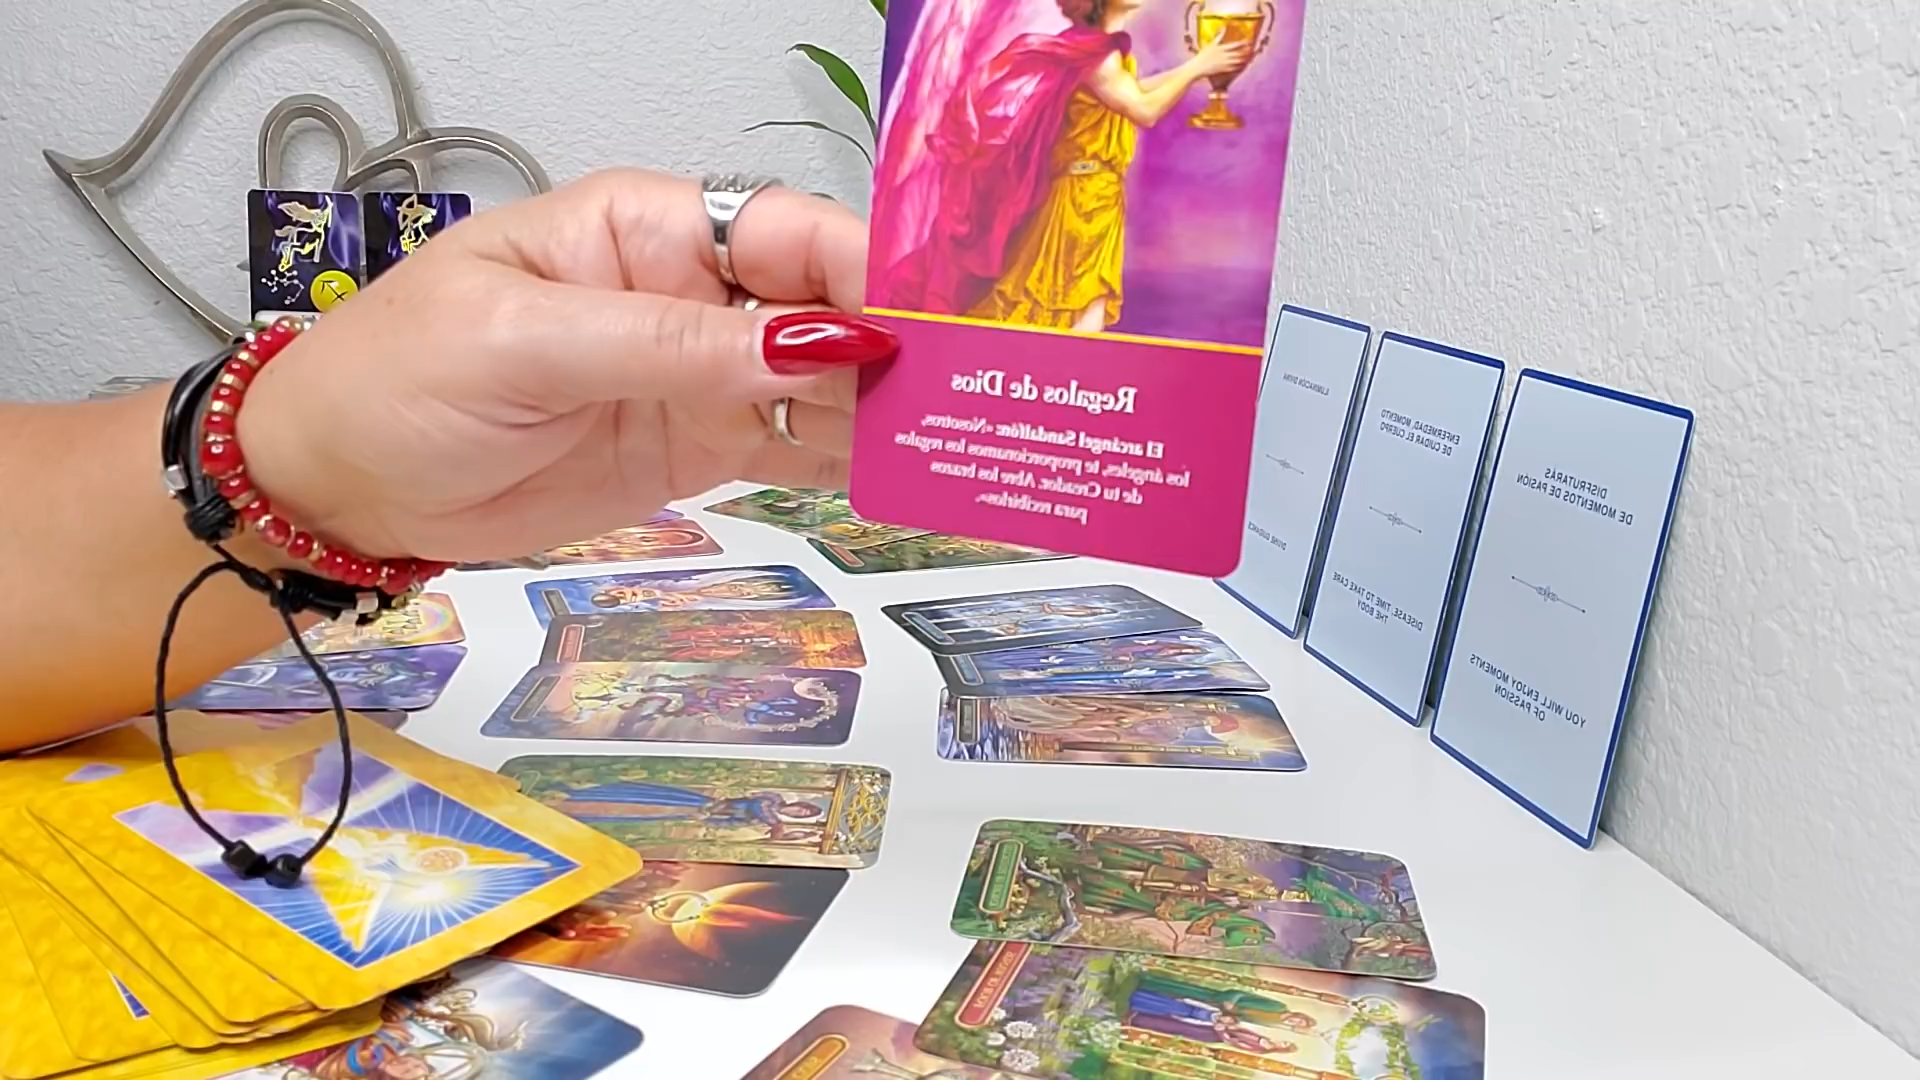 Regalos de Dios
El arcángel Sandalfón: «Nosotros,
los ángeles, te proporcionamos los regalos
de tu Creador. Abre los brazos
para recibirlos».
ILUMINACIÓN DIVINA
DIVINE GUIDANCE
ENFERMEDAD, MOMENTO
DE CUIDAR EL CUERPO
DISEASE, TIME TO TAKE CARE
THE BODY
DISFRUTARÁS
DE MOMENTOS DE PASIÓN
YOU WILL ENJOY MOMENTS
OF PASSION